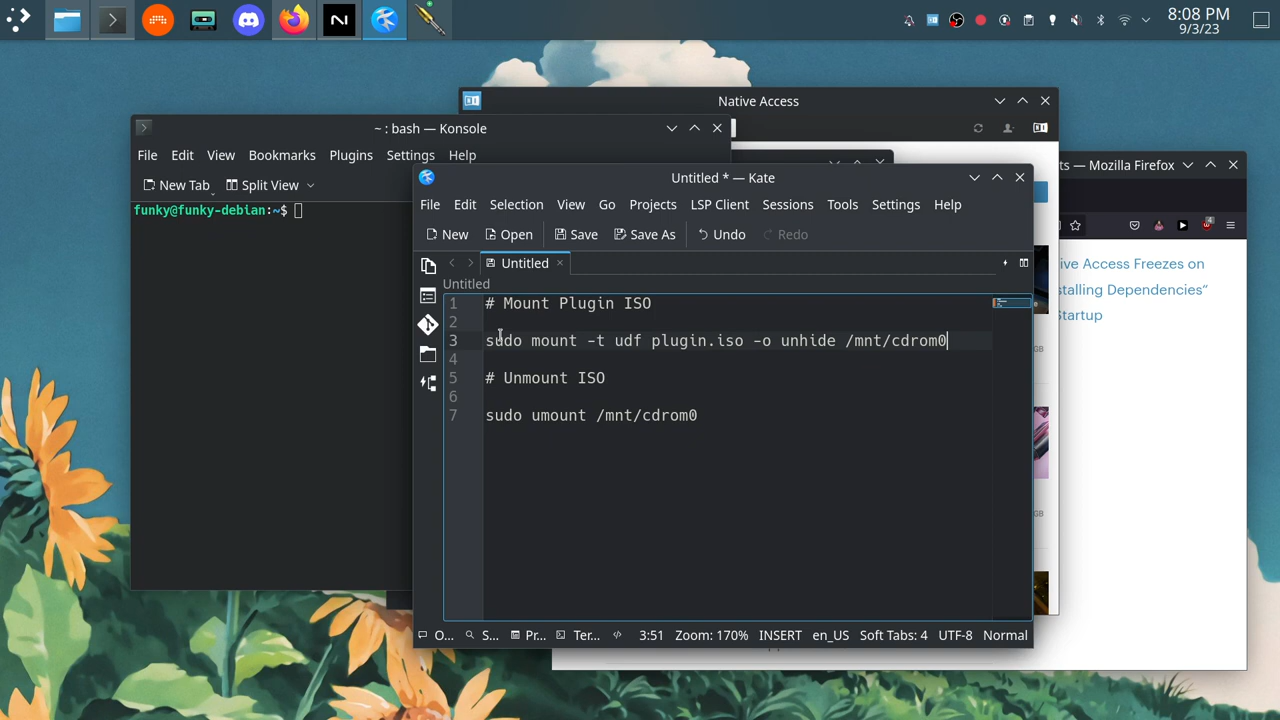 8:08 PM
9/3/23
Native Access
~ : bash — Konsole
File Edit View Bookmarks Plugins Settings Help
New Tab Split View
funky@funky-debian:~$
ts — Mozilla Firefox
ive Access Freezes on
stalling Dependencies”
Startup
GB
GB
Untitled * — Kate
File Edit Selection View Go Projects LSP Client Sessions Tools Settings Help
New Open Save Save As Undo Redo
Untitled
Untitled
1 # Mount Plugin ISO
2
3 sudo mount -t udf plugin.iso -o unhide /mnt/cdrom0
4
5 # Unmount ISO
6
7 sudo umount /mnt/cdrom0
O... S... Pr... Ter... 3:51 Zoom: 170% INSERT en_US Soft Tabs: 4 UTF-8 Normal